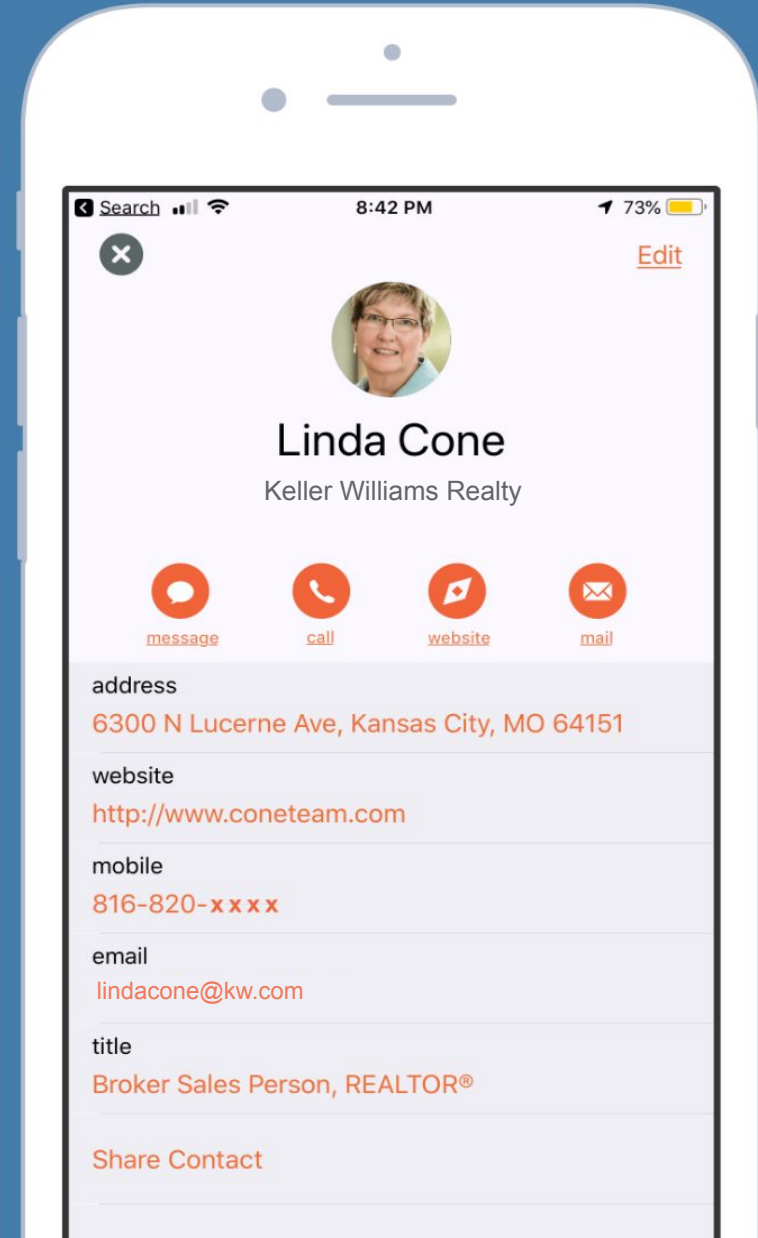 Search
8:42 PM
73%
Edit
Linda Cone
Keller Williams Realty
message
call
website
mail
address
6300 N Lucerne Ave, Kansas City, MO 64151
website
http://www.coneteam.com
mobile
816-820-xxxx
email
lindacone@kw.com
title
Broker Sales Person, REALTOR®
Share Contact